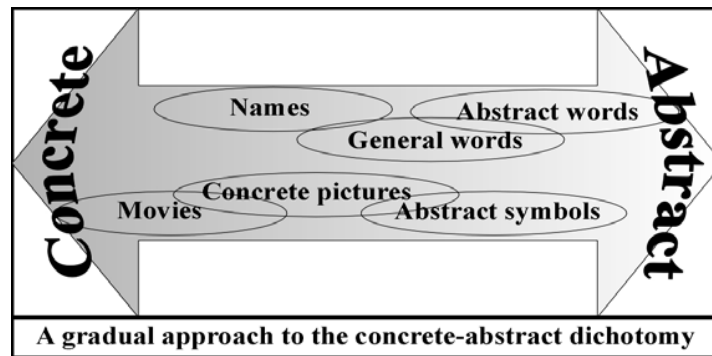 Concrete
Names
Abstract words
General words
Concrete pictures
Movies
Abstract symbols
Abstract
A gradual approach to the concrete-abstract dichotomy